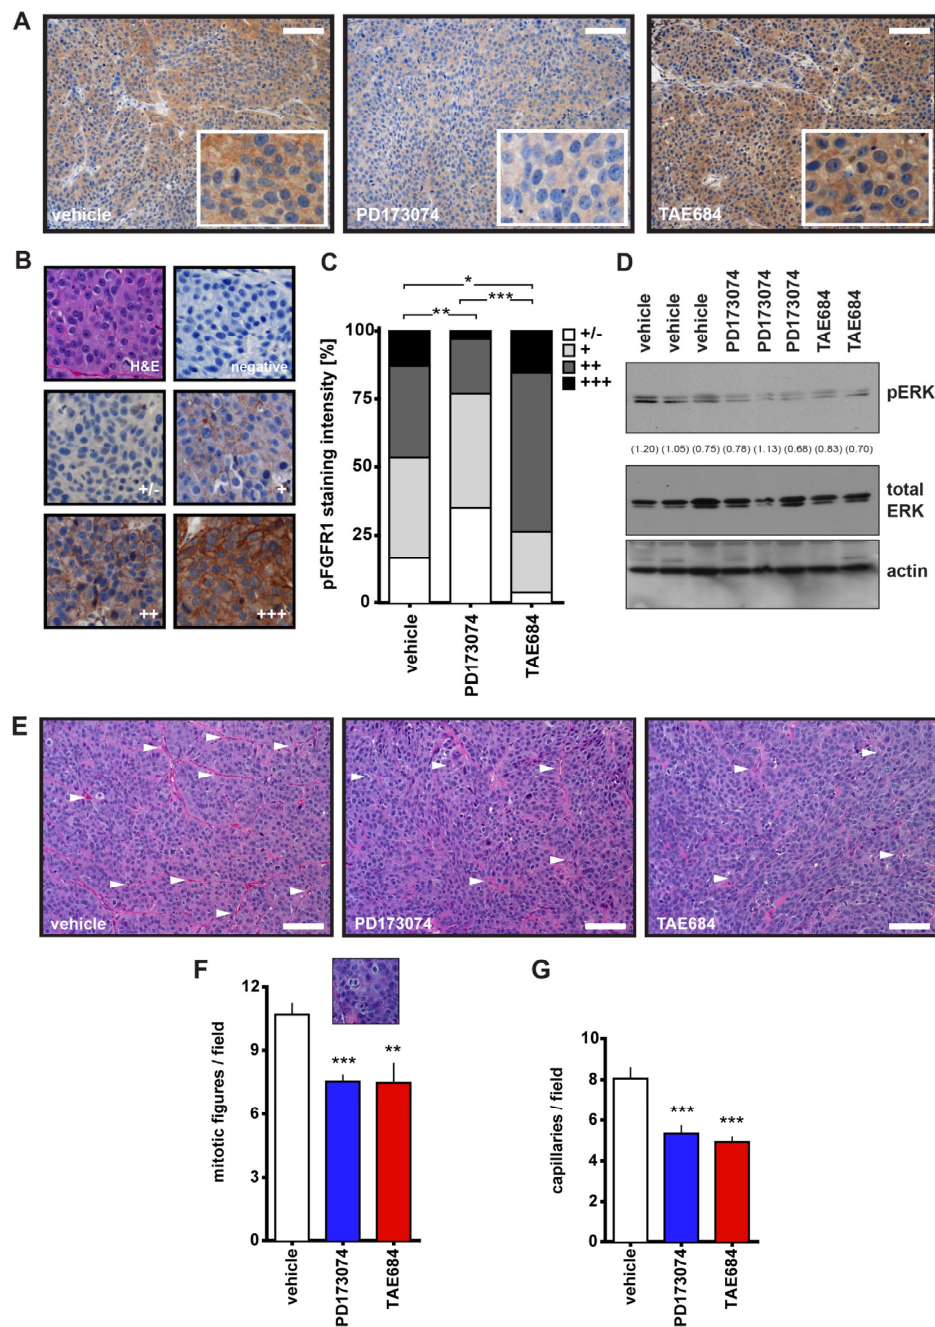 A
vehicle
PD173074
TAE684
B
H&E
negative
+/-
+
++
+++
C
*
**
***
pFGFR1 staining intensity [%]
100
75
50
25
0
+/-
+
++
+++
vehicle
PD173074
TAE684
D
vehicle
vehicle
vehicle
PD173074
PD173074
PD173074
TAE684
TAE684
pERK
(1.20) (1.05) (0.75) (0.78) (1.13) (0.68) (0.83) (0.70)
total
ERK
actin
E
vehicle
PD173074
TAE684
F
mitotic figures / field
12
9
6
3
0
***
**
vehicle
PD173074
TAE684
G
capillaries / field
10
8
6
4
2
0
***
***
vehicle
PD173074
TAE684